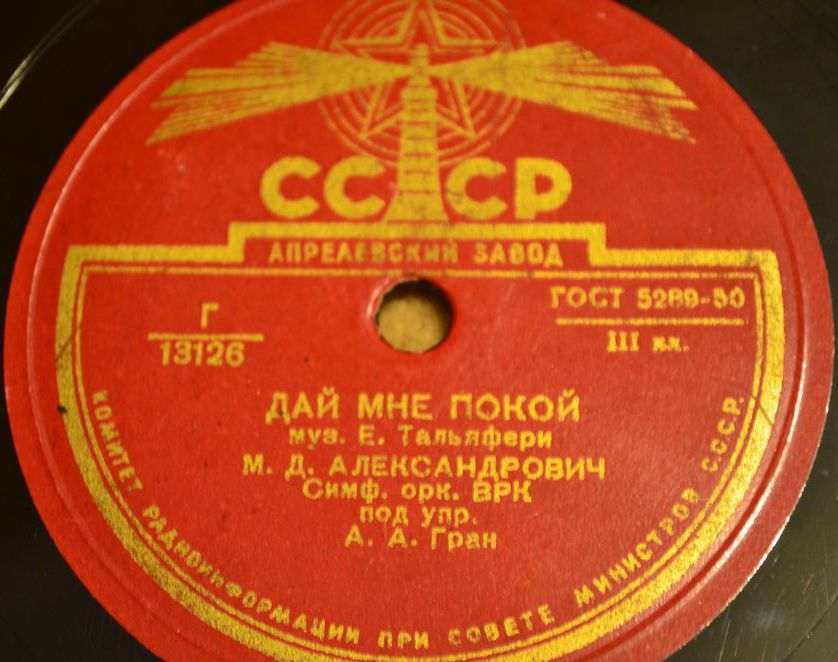 СССР
АПРЕЛЕВСКИЙ ЗАВОД
Г
13126
ГОСТ 5289-50
III кл.
ДАЙ МНЕ ПОКОЙ
муз. Е. Тальяфери
М. Д. АЛЕКСАНДРОВИЧ
Симф. орк. ВРК
под упр.
А. А. Гран
КОМИТЕТ РАДИОИНФОРМАЦИИ ПРИ СОВЕТЕ МИНИСТРОВ С.С.С.Р.